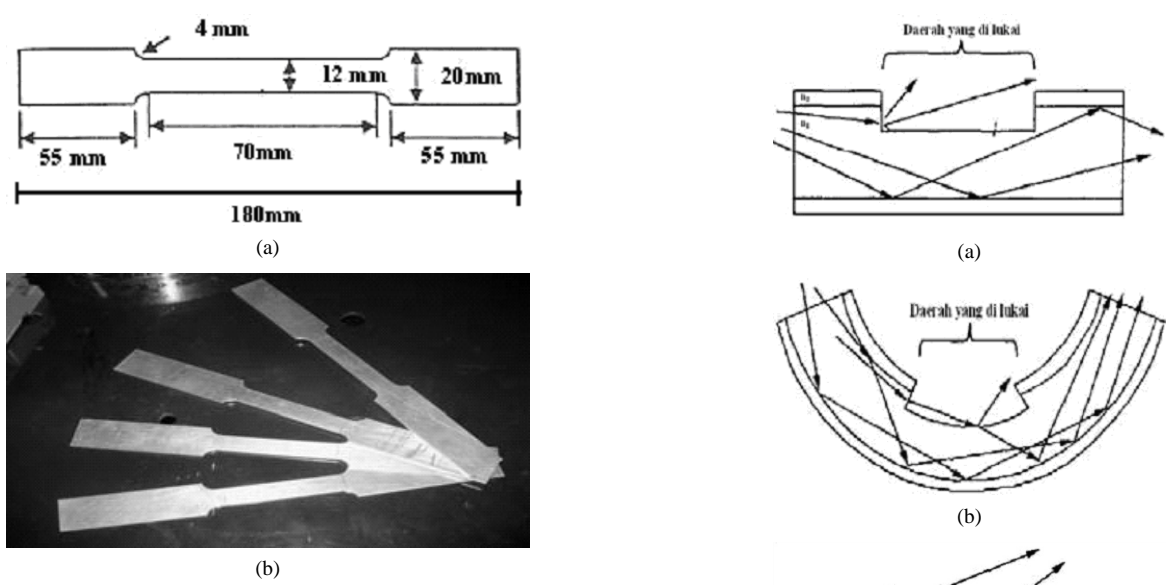 4 mm
12 mm
20mm
55 mm
70mm
55 mm
180mm
(a)
(b)
Daerah yang di lukai
(a)
Daerah yang di lukai
(b)